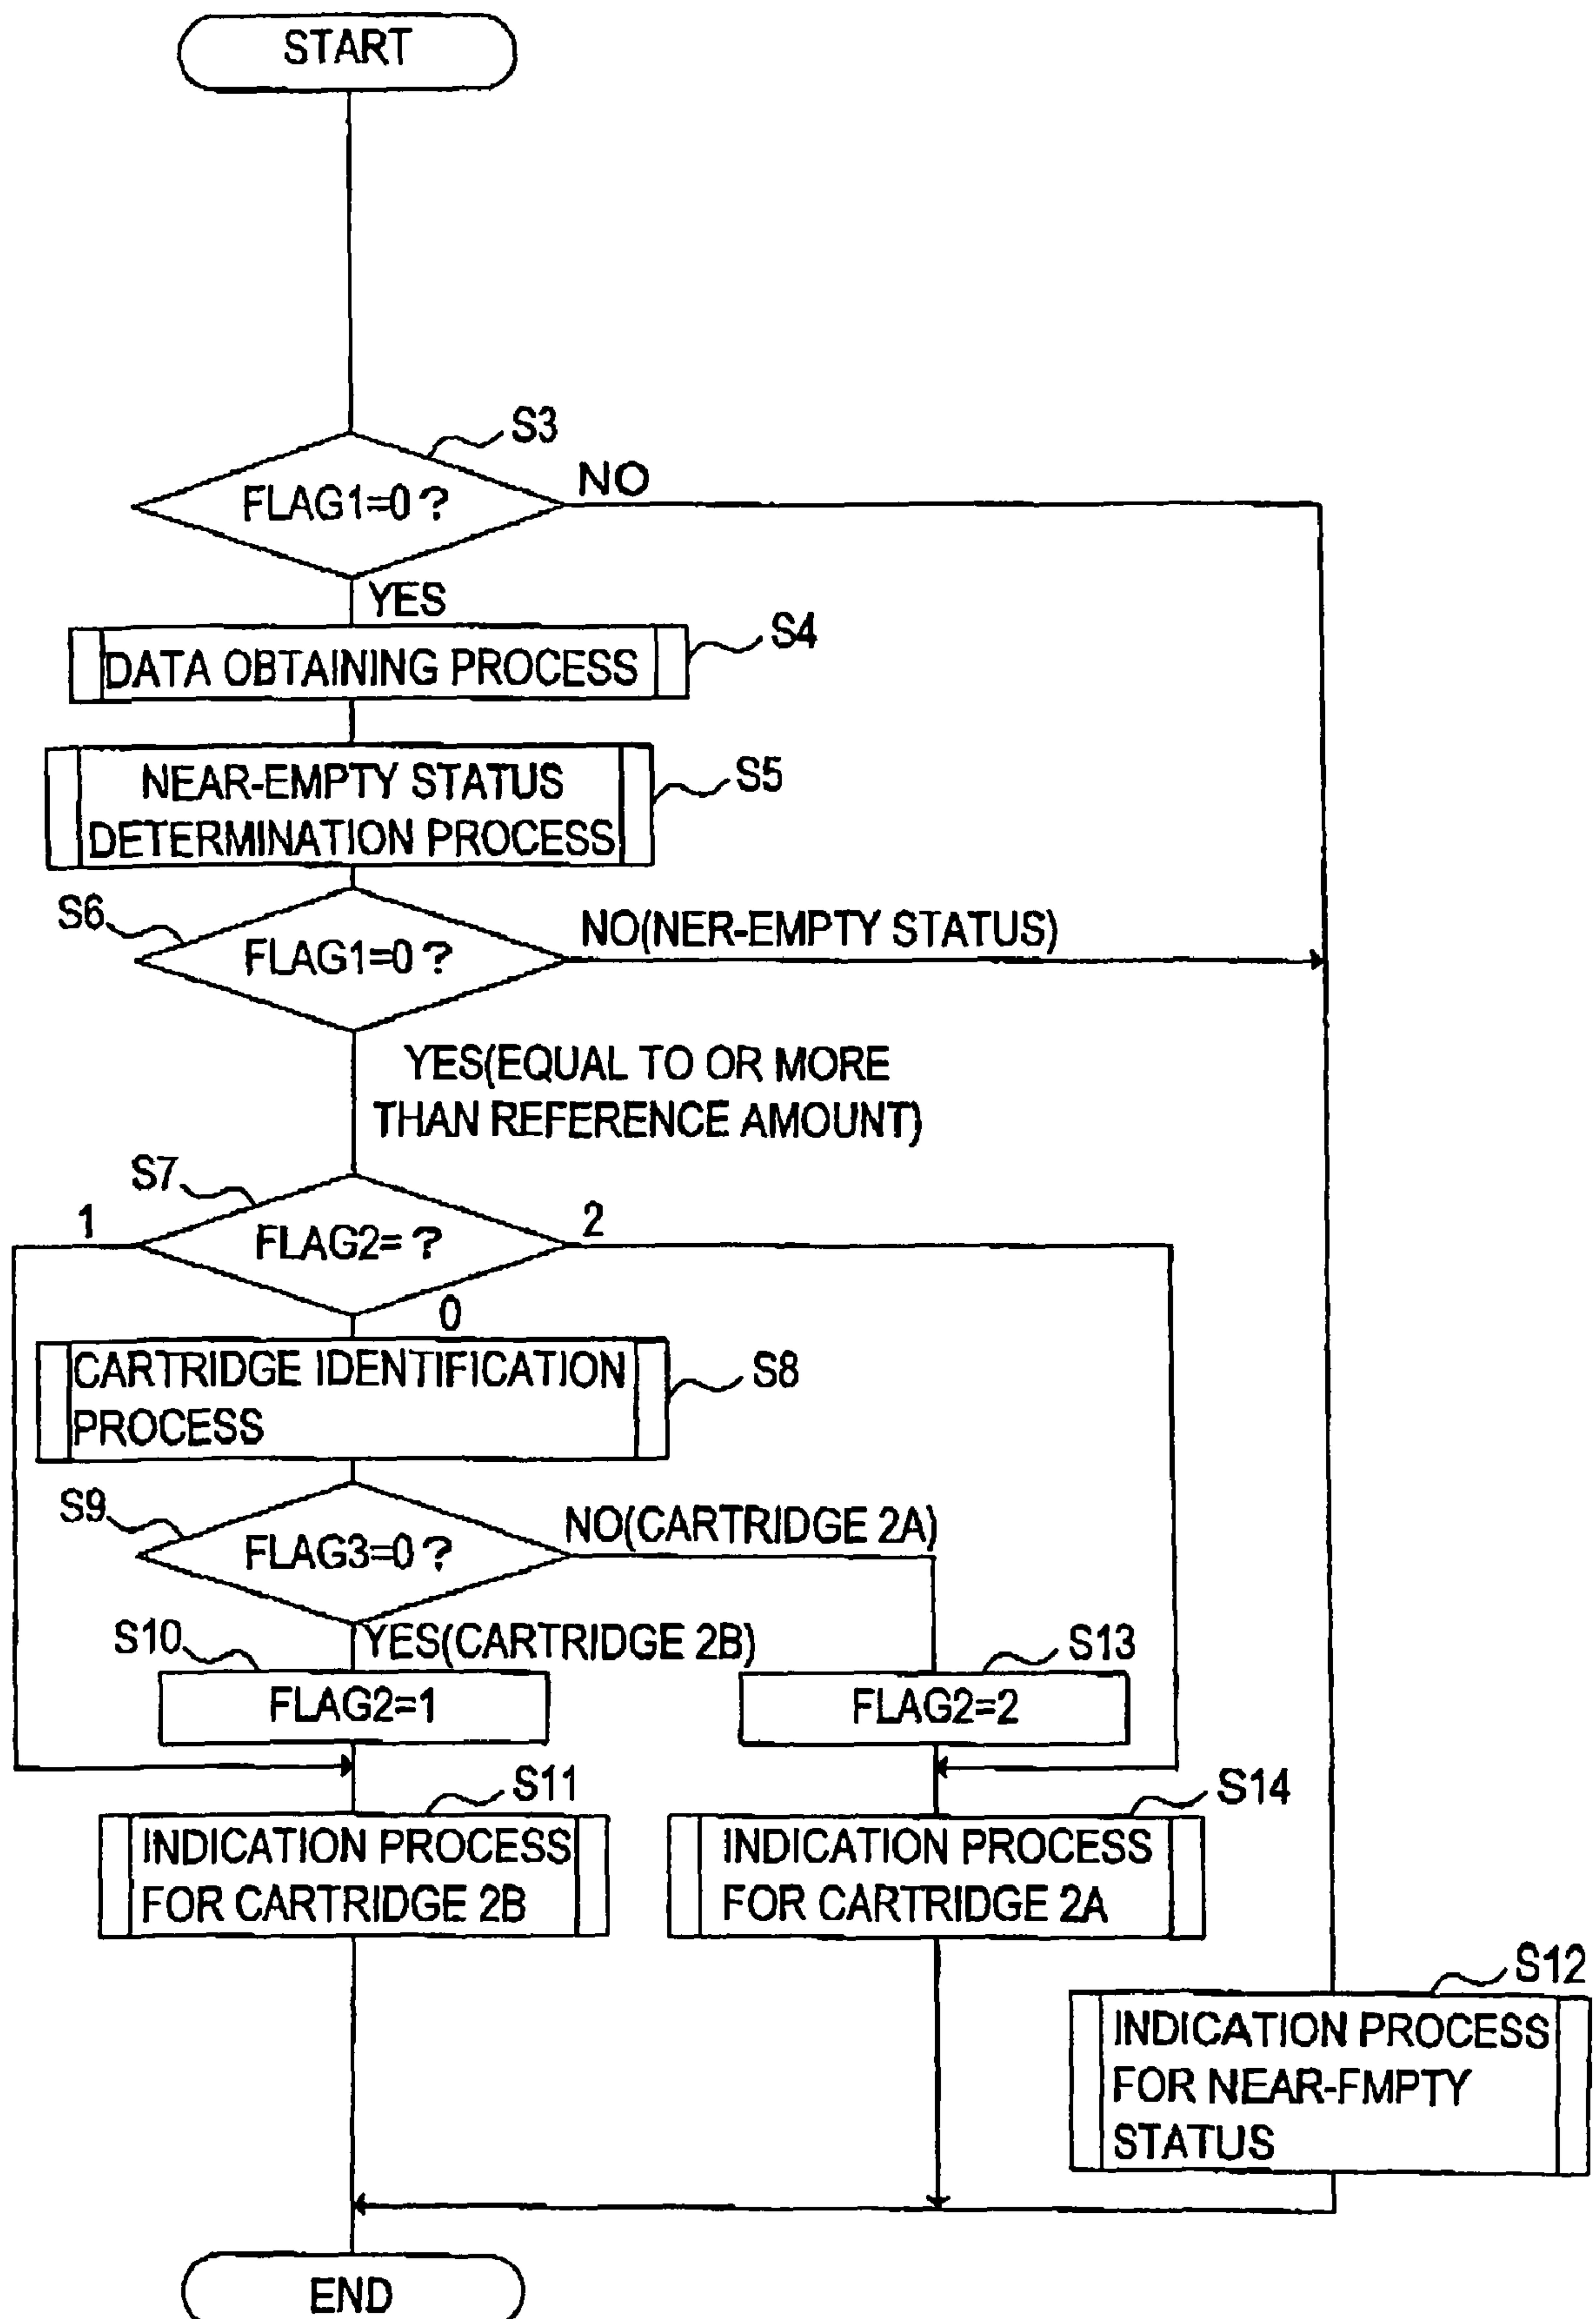 START
S3
FLAG1=0 ?
NO
YES
S4
DATA OBTAINING PROCESS
S5
NEAR-EMPTY STATUS
DETERMINATION PROCESS
S6
FLAG1=0 ?
NO(NER-EMPTY STATUS)
YES(EQUAL TO OR MORE
THAN REFERENCE AMOUNT)
S7
1
FLAG2= ?
2
0
CARTRIDGE IDENTIFICATION
PROCESS
S8
S9
FLAG3=0 ?
NO(CARTRIDGE 2A)
S10
YES(CARTRIDGE 2B)
S13
FLAG2=1
FLAG2=2
S11
S14
INDICATION PROCESS
FOR CARTRIDGE 2B
INDICATION PROCESS
FOR CARTRIDGE 2A
S12
INDICATION PROCESS
FOR NEAR-FMPTY
STATUS
END